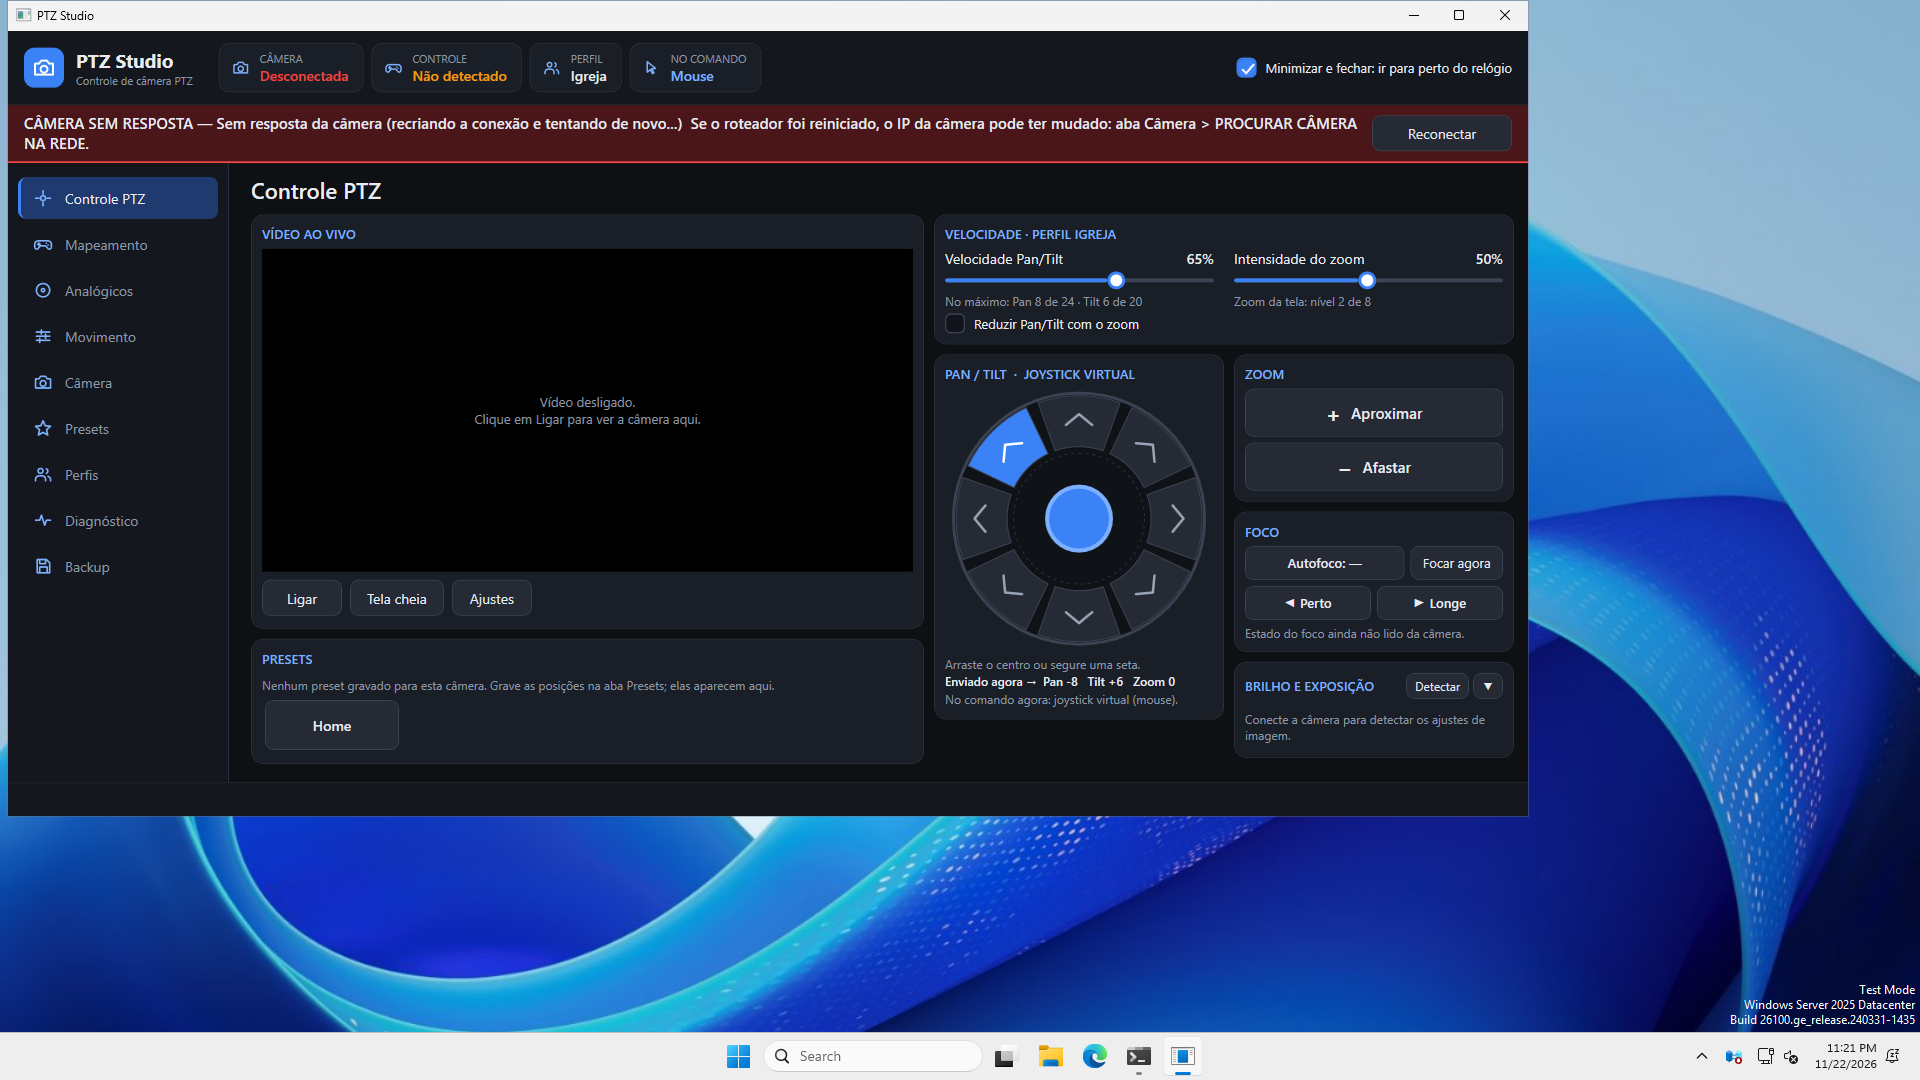 PTZ Studio
PTZ Studio
Controle de câmera PTZ
CÂMERA
Desconectada
CONTROLE
Não detectado
PERFIL
Igreja
NO COMANDO
Mouse
Minimizar e fechar: ir para perto do relógio
CÂMERA SEM RESPOSTA — Sem resposta da câmera (recriando a conexão e tentando de novo...)  Se o roteador foi reiniciado, o IP da câmera pode ter mudado: aba Câmera > PROCURAR CÂMERA
NA REDE.
Reconectar
Controle PTZ
Mapeamento
Analógicos
Movimento
Câmera
Presets
Perfis
Diagnóstico
Backup
Controle PTZ
VÍDEO AO VIVO
Vídeo desligado.
Clique em Ligar para ver a câmera aqui.
Ligar
Tela cheia
Ajustes
PRESETS
Nenhum preset gravado para esta câmera. Grave as posições na aba Presets; elas aparecem aqui.
Home
VELOCIDADE · PERFIL IGREJA
Velocidade Pan/Tilt 65%
No máximo: Pan 8 de 24 · Tilt 6 de 20
Reduzir Pan/Tilt com o zoom
Intensidade do zoom 50%
Zoom da tela: nível 2 de 8
PAN / TILT · JOYSTICK VIRTUAL
Arraste o centro ou segure uma seta.
Enviado agora → Pan -8 Tilt +6 Zoom 0
No comando agora: joystick virtual (mouse).
ZOOM
+ Aproximar
– Afastar
FOCO
Autofoco: —
Focar agora
◄ Perto
► Longe
Estado do foco ainda não lido da câmera.
BRILHO E EXPOSIÇÃO
Detectar
▼
Conecte a câmera para detectar os ajustes de
imagem.
Test Mode
Windows Server 2025 Datacenter
Build 26100.ge_release.240331-1435
Search
11:21 PM
11/22/2026